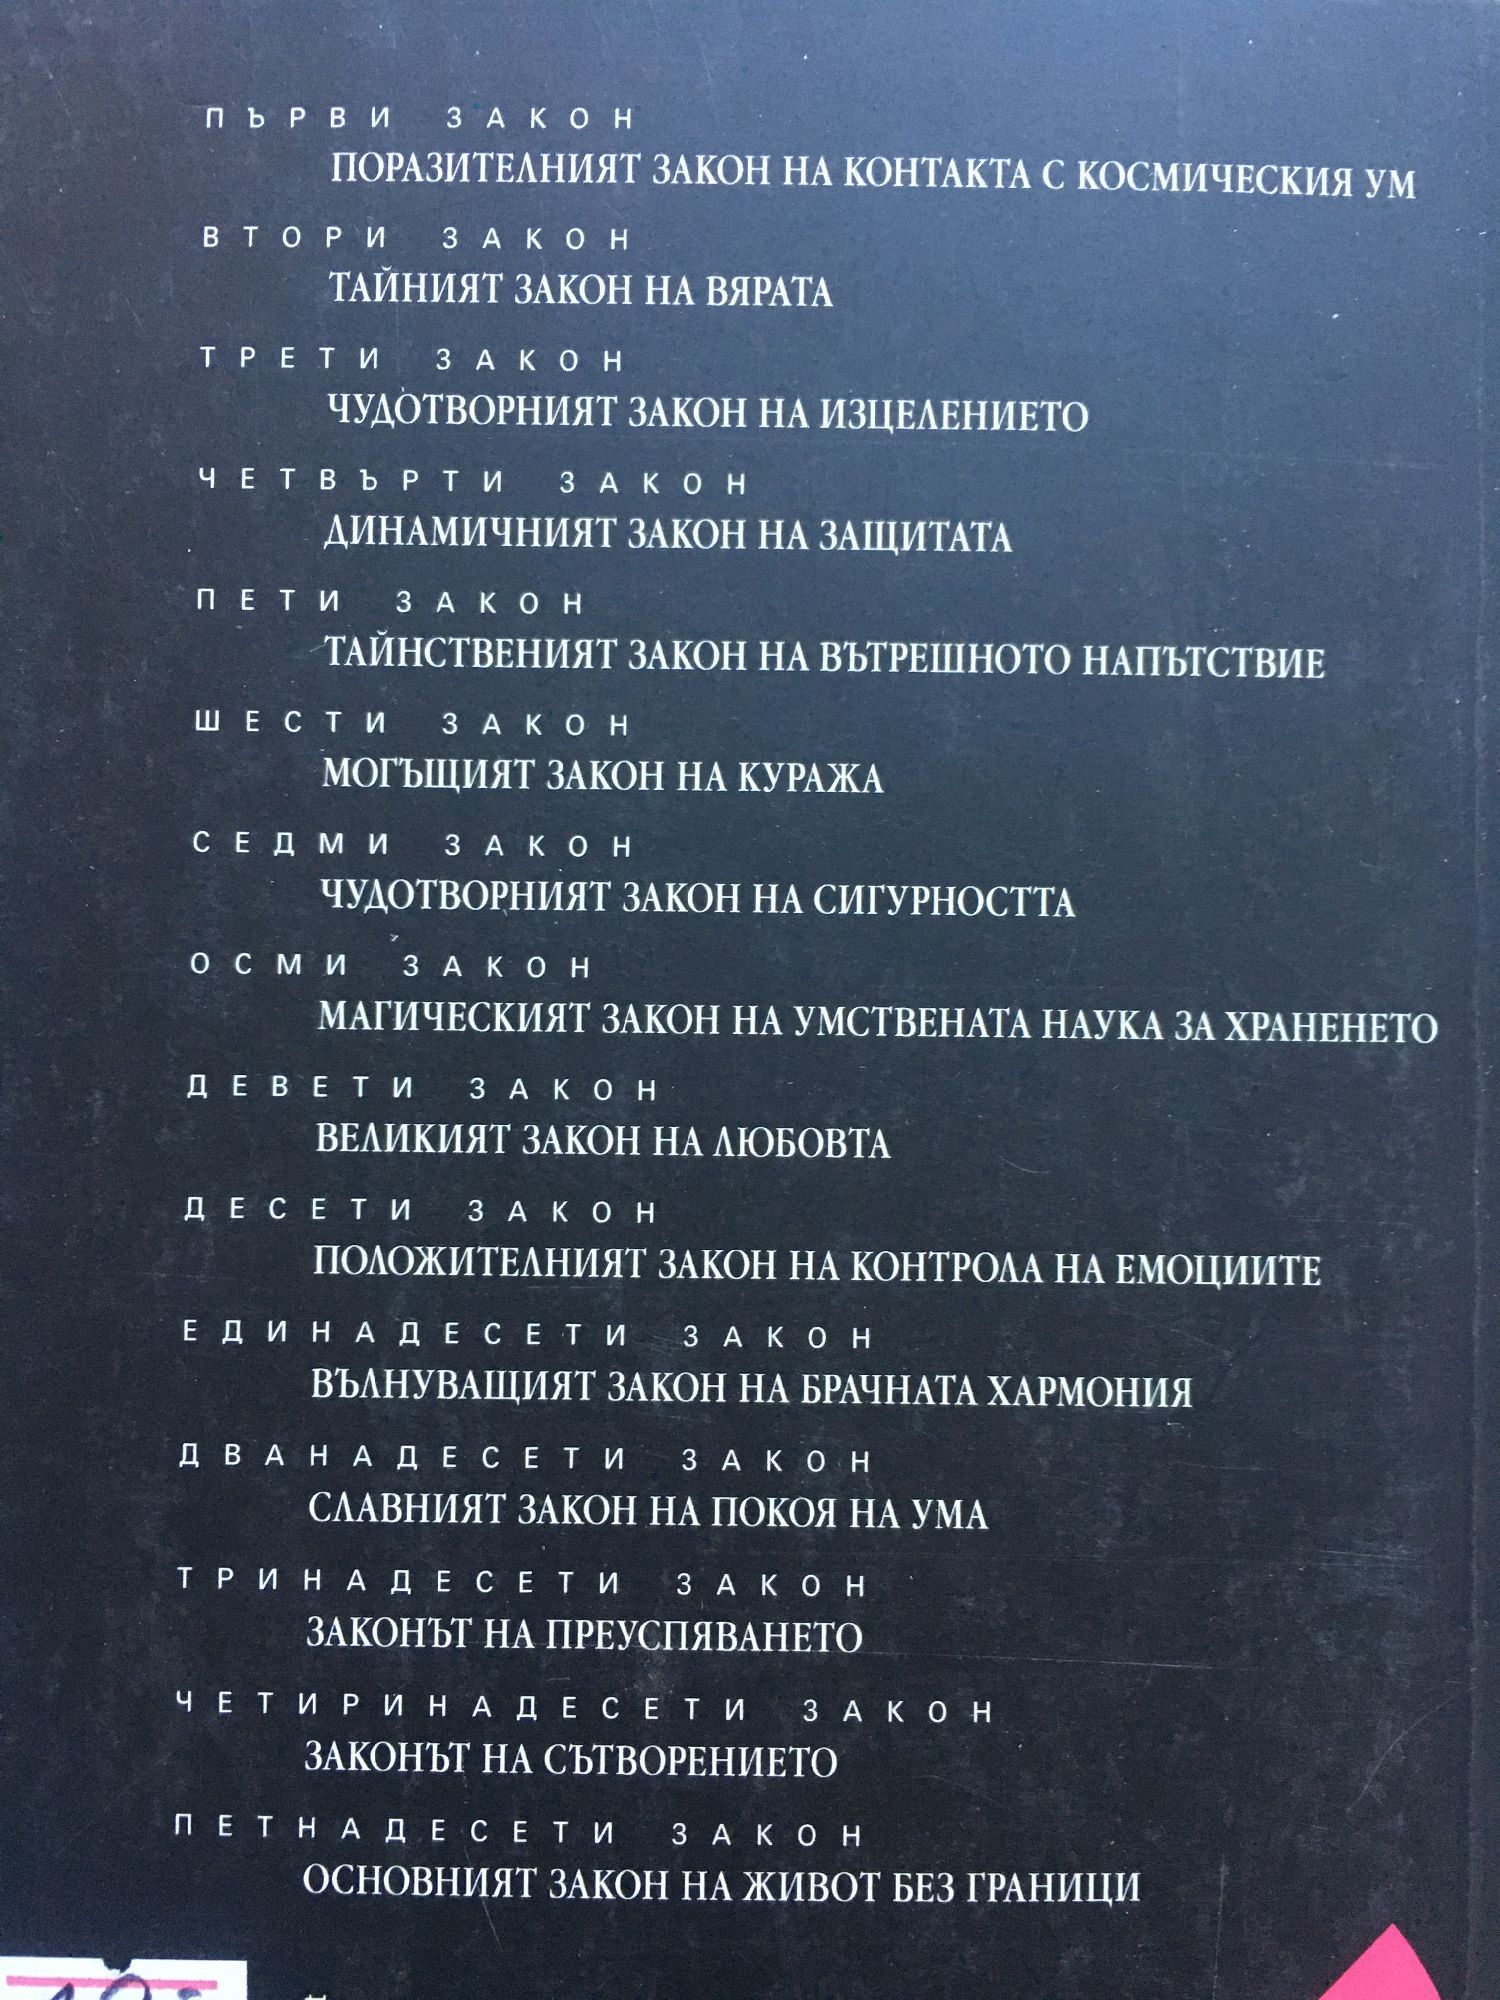 ПЪРВИ ЗАКОН
ПОРАЗИТЕЛНИЯТ ЗАКОН НА КОНТАКТА С КОСМИЧЕСКИЯ УМ
ВТОРИ ЗАКОН
ТАЙНИЯТ ЗАКОН НА ВЯРАТА
ТРЕТИ ЗАКОН
ЧУДОТВОРНИЯТ ЗАКОН НА ИЗЦЕЛЕНИЕТО
ЧЕТВЪРТИ ЗАКОН
ДИНАМИЧНИЯТ ЗАКОН НА ЗАЩИТАТА
ПЕТИ ЗАКОН
ТАЙНСТВЕНИЯТ ЗАКОН НА ВЪТРЕШНОТО НАПЪТСТВИЕ
ШЕСТИ ЗАКОН
МОГЪЩИЯТ ЗАКОН НА КУРАЖА
СЕДМИ ЗАКОН
ЧУДОТВОРНИЯТ ЗАКОН НА СИГУРНОСТТА
ОСМИ ЗАКОН
МАГИЧЕСКИЯТ ЗАКОН НА УМСТВЕНАТА НАУКА ЗА ХРАНЕНЕТО
ДЕВЕТИ ЗАКОН
ВЕЛИКИЯТ ЗАКОН НА ЛЮБОВТА
ДЕСЕТИ ЗАКОН
ПОЛОЖИТЕЛНИЯТ ЗАКОН НА КОНТРОЛА НА ЕМОЦИИТЕ
ЕДИНАДЕСЕТИ ЗАКОН
ВЪЛНУВАЩИЯТ ЗАКОН НА БРАЧНАТА ХАРМОНИЯ
ДВАНАДЕСЕТИ ЗАКОН
СЛАВНИЯТ ЗАКОН НА ПОКОЯ НА УМА
ТРИНАДЕСЕТИ ЗАКОН
ЗАКОНЪТ НА ПРЕУСПЯВАНЕТО
ЧЕТИРИНАДЕСЕТИ ЗАКОН
ЗАКОНЪТ НА СЪТВОРЕНИЕТО
ПЕТНАДЕСЕТИ ЗАКОН
ОСНОВНИЯТ ЗАКОН НА ЖИВОТ БЕЗ ГРАНИЦИ